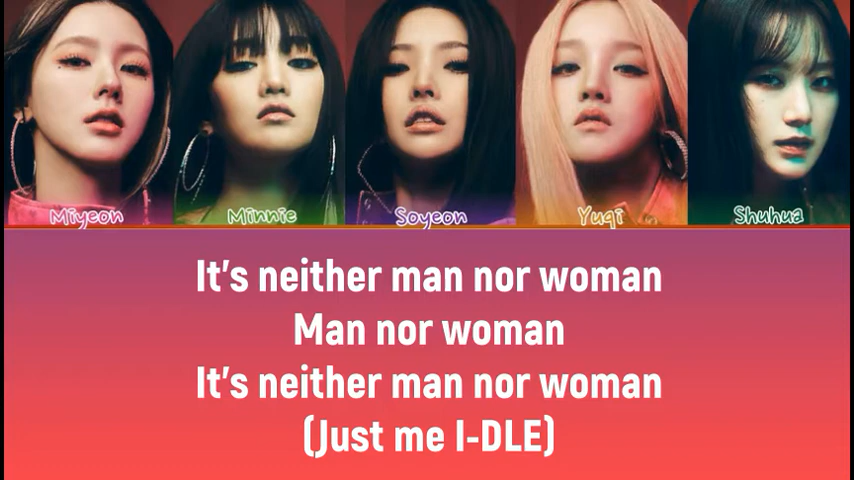 Miyeon Minnie Soyeon Yuqi Shuhua
It's neither man nor woman
Man nor woman
It's neither man nor woman
(Just me I-DLE)